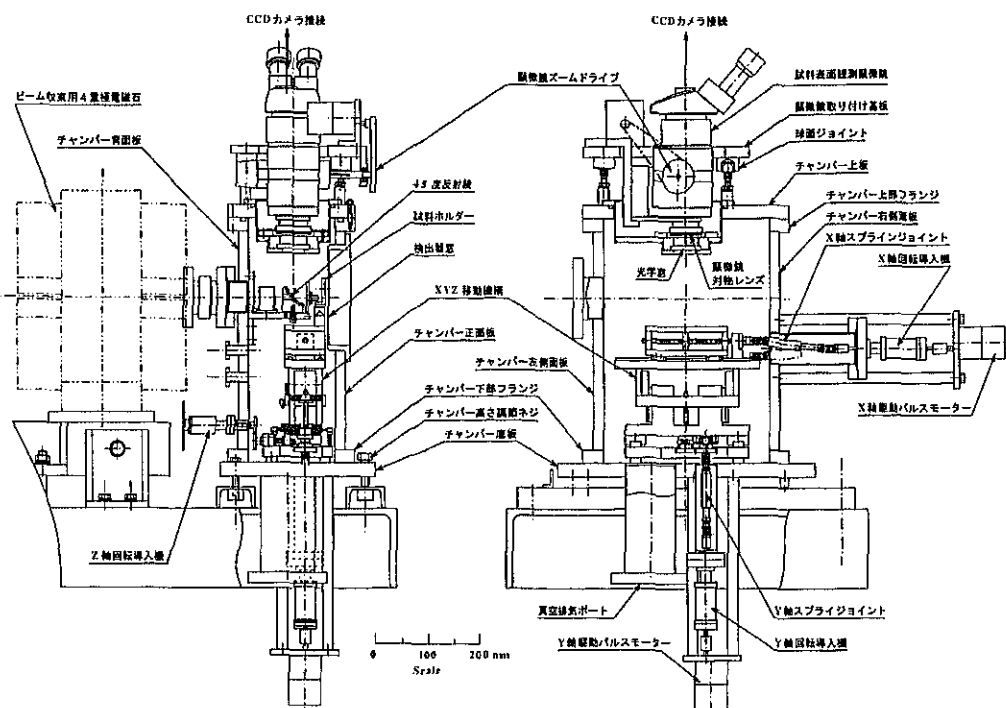 CCDカメラ接続
ビーム収束用4重極電磁石
チャンバー背面板
顕微鏡ズームドライブ
45度反射鏡
試料ホルダー
検出器窓
XYZ移動機構
チャンバー正面板
チャンバー下部フランジ
チャンバー高さ調節ネジ
チャンバー底板
Z軸回転導入機
0 100 200 mm
Scale
CCDカメラ接続
試料表面観測顕微鏡
顕微鏡取り付け基板
球面ジョイント
チャンバー上板
チャンバー上部フランジ
チャンバー右側面板
X軸スプラインジョイント
X軸回転導入機
光学窓
顕微鏡
対物レンズ
チャンバー左側面板
X軸駆動パルスモーター
真空排気ポート
Y軸スプライジョイント
Y軸回転導入機
Y軸駆動パルスモーター